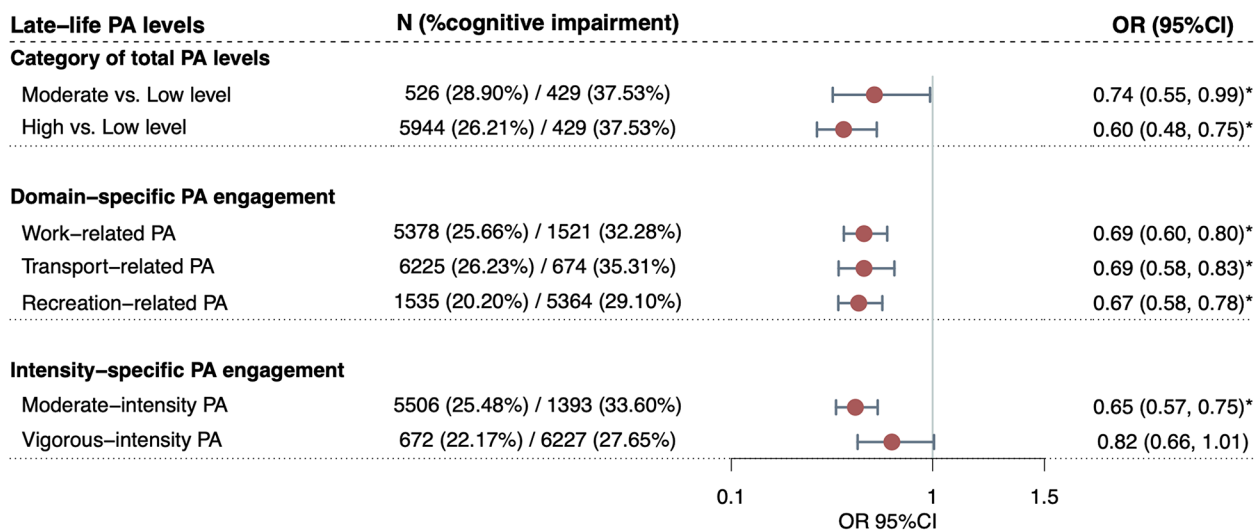 Late–life PA levels N (%cognitive impairment) OR (95%CI)
Category of total PA levels
Moderate vs. Low level 526 (28.90%) / 429 (37.53%) 0.74 (0.55, 0.99)*
High vs. Low level 5944 (26.21%) / 429 (37.53%) 0.60 (0.48, 0.75)*
Domain–specific PA engagement
Work–related PA 5378 (25.66%) / 1521 (32.28%) 0.69 (0.60, 0.80)*
Transport–related PA 6225 (26.23%) / 674 (35.31%) 0.69 (0.58, 0.83)*
Recreation–related PA 1535 (20.20%) / 5364 (29.10%) 0.67 (0.58, 0.78)*
Intensity–specific PA engagement
Moderate–intensity PA 5506 (25.48%) / 1393 (33.60%) 0.65 (0.57, 0.75)*
Vigorous–intensity PA 672 (22.17%) / 6227 (27.65%) 0.82 (0.66, 1.01)
0.1 1 1.5
OR 95%CI